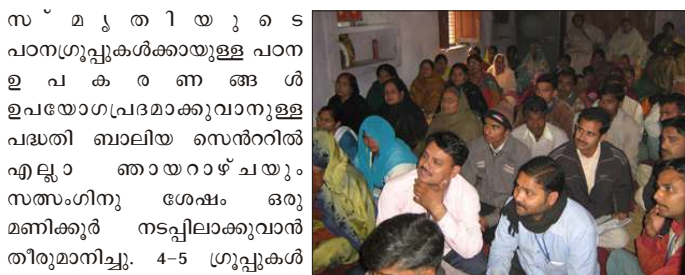 സ്മൃതിയുടെ
പഠനഗ്രൂപ്പുകൾക്കായുള്ള പഠന
ഉപകരണങ്ങൾ
ഉപയോഗപ്രദമാക്കുവാനുള്ള
പദ്ധതി ബാലിയ സെൻററിൽ
എല്ലാ ഞായറാഴ്ചയും
സത്സംഗിനു ശേഷം ഒരു
മണിക്കൂർ നടപ്പിലാക്കുവാൻ
തീരുമാനിച്ചു. 4-5 ഗ്രൂപ്പുകൾ